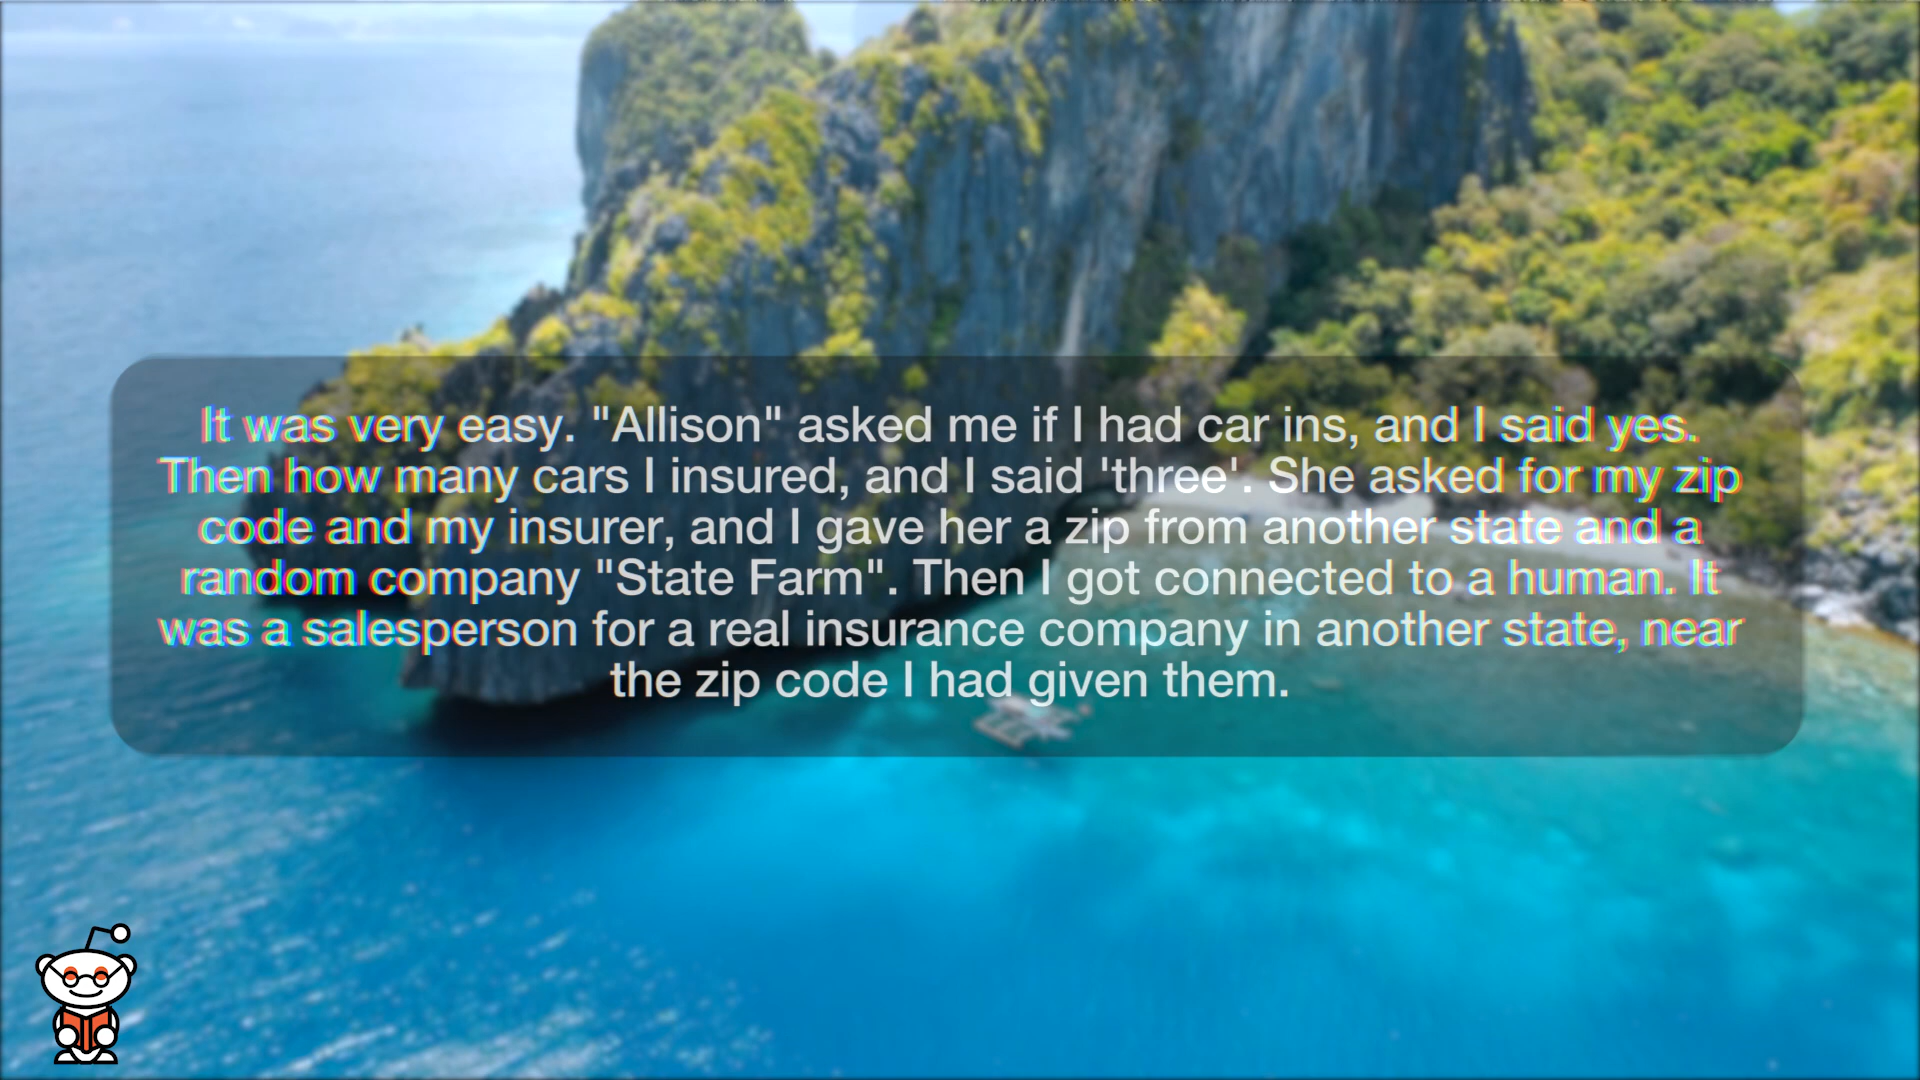 It was very easy. "Allison" asked me if I had car ins, and I said yes.
Then how many cars I insured, and I said 'three'. She asked for my zip
code and my insurer, and I gave her a zip from another state and a
random company "State Farm". Then I got connected to a human. It
was a salesperson for a real insurance company in another state, near
the zip code I had given them.